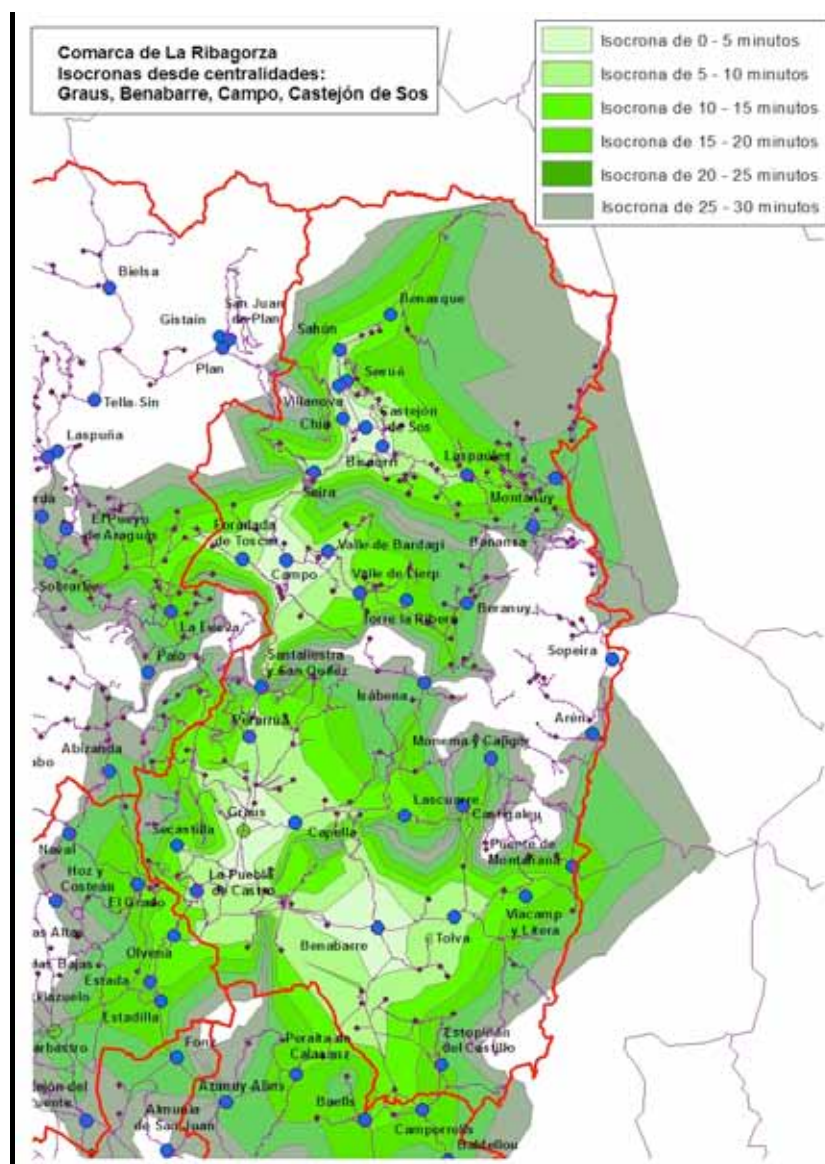 Comarca de La Ribagorza
Isocronas desde centralidades:
Graus, Benabarre, Campo, Castejón de Sos
Isocrona de 0 - 5 minutos
Isocrona de 5 - 10 minutos
Isocrona de 10 - 15 minutos
Isocrona de 15 - 20 minutos
Isocrona de 20 - 25 minutos
Isocrona de 25 - 30 minutos
Bielsa
San Juan
de Plan
Gistaín
Plan
Benasque
Sahún
Sesué
Tella-Sin
Villanova
Castejón
de Sos
Chía
Laspuña
Bisaurri
Laspaúles
Seira
Montanuy
El Pueyo
de Araguás
Foradada
de Toscar
Valle de Bardagí
Bonansa
Campo
Valle de Lierp
Sobrarbe
La Fueva
Torre la Ribera
Beranuy
Palo
Santaliestra
y San Quílez
Sopeira
Isábena
Perarrúa
Arén
Abizanda
Monesma y Cajigar
Graus
Lascuarre
Castigaleu
Secastilla
Capella
Naval
Puente de
Montañana
Hoz y
Costeán
La Puebla
de Castro
El Grado
Viacamp
y Litera
Benabarre
Tolva
Olvena
Estada
Estadilla
Fonz
Peralta de
Calasanz
Estopiñán
del Castillo
Azanuy-Alins
Almunia
de San Juan
Baells
Camporrélls
Baldellou